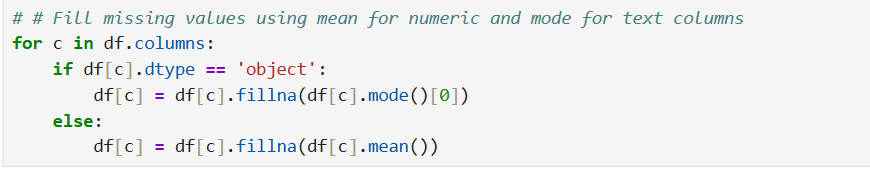 # # Fill missing values using mean for numeric and mode for text columns
for c in df.columns:
    if df[c].dtype == 'object':
        df[c] = df[c].fillna(df[c].mode()[0])
    else:
        df[c] = df[c].fillna(df[c].mean())